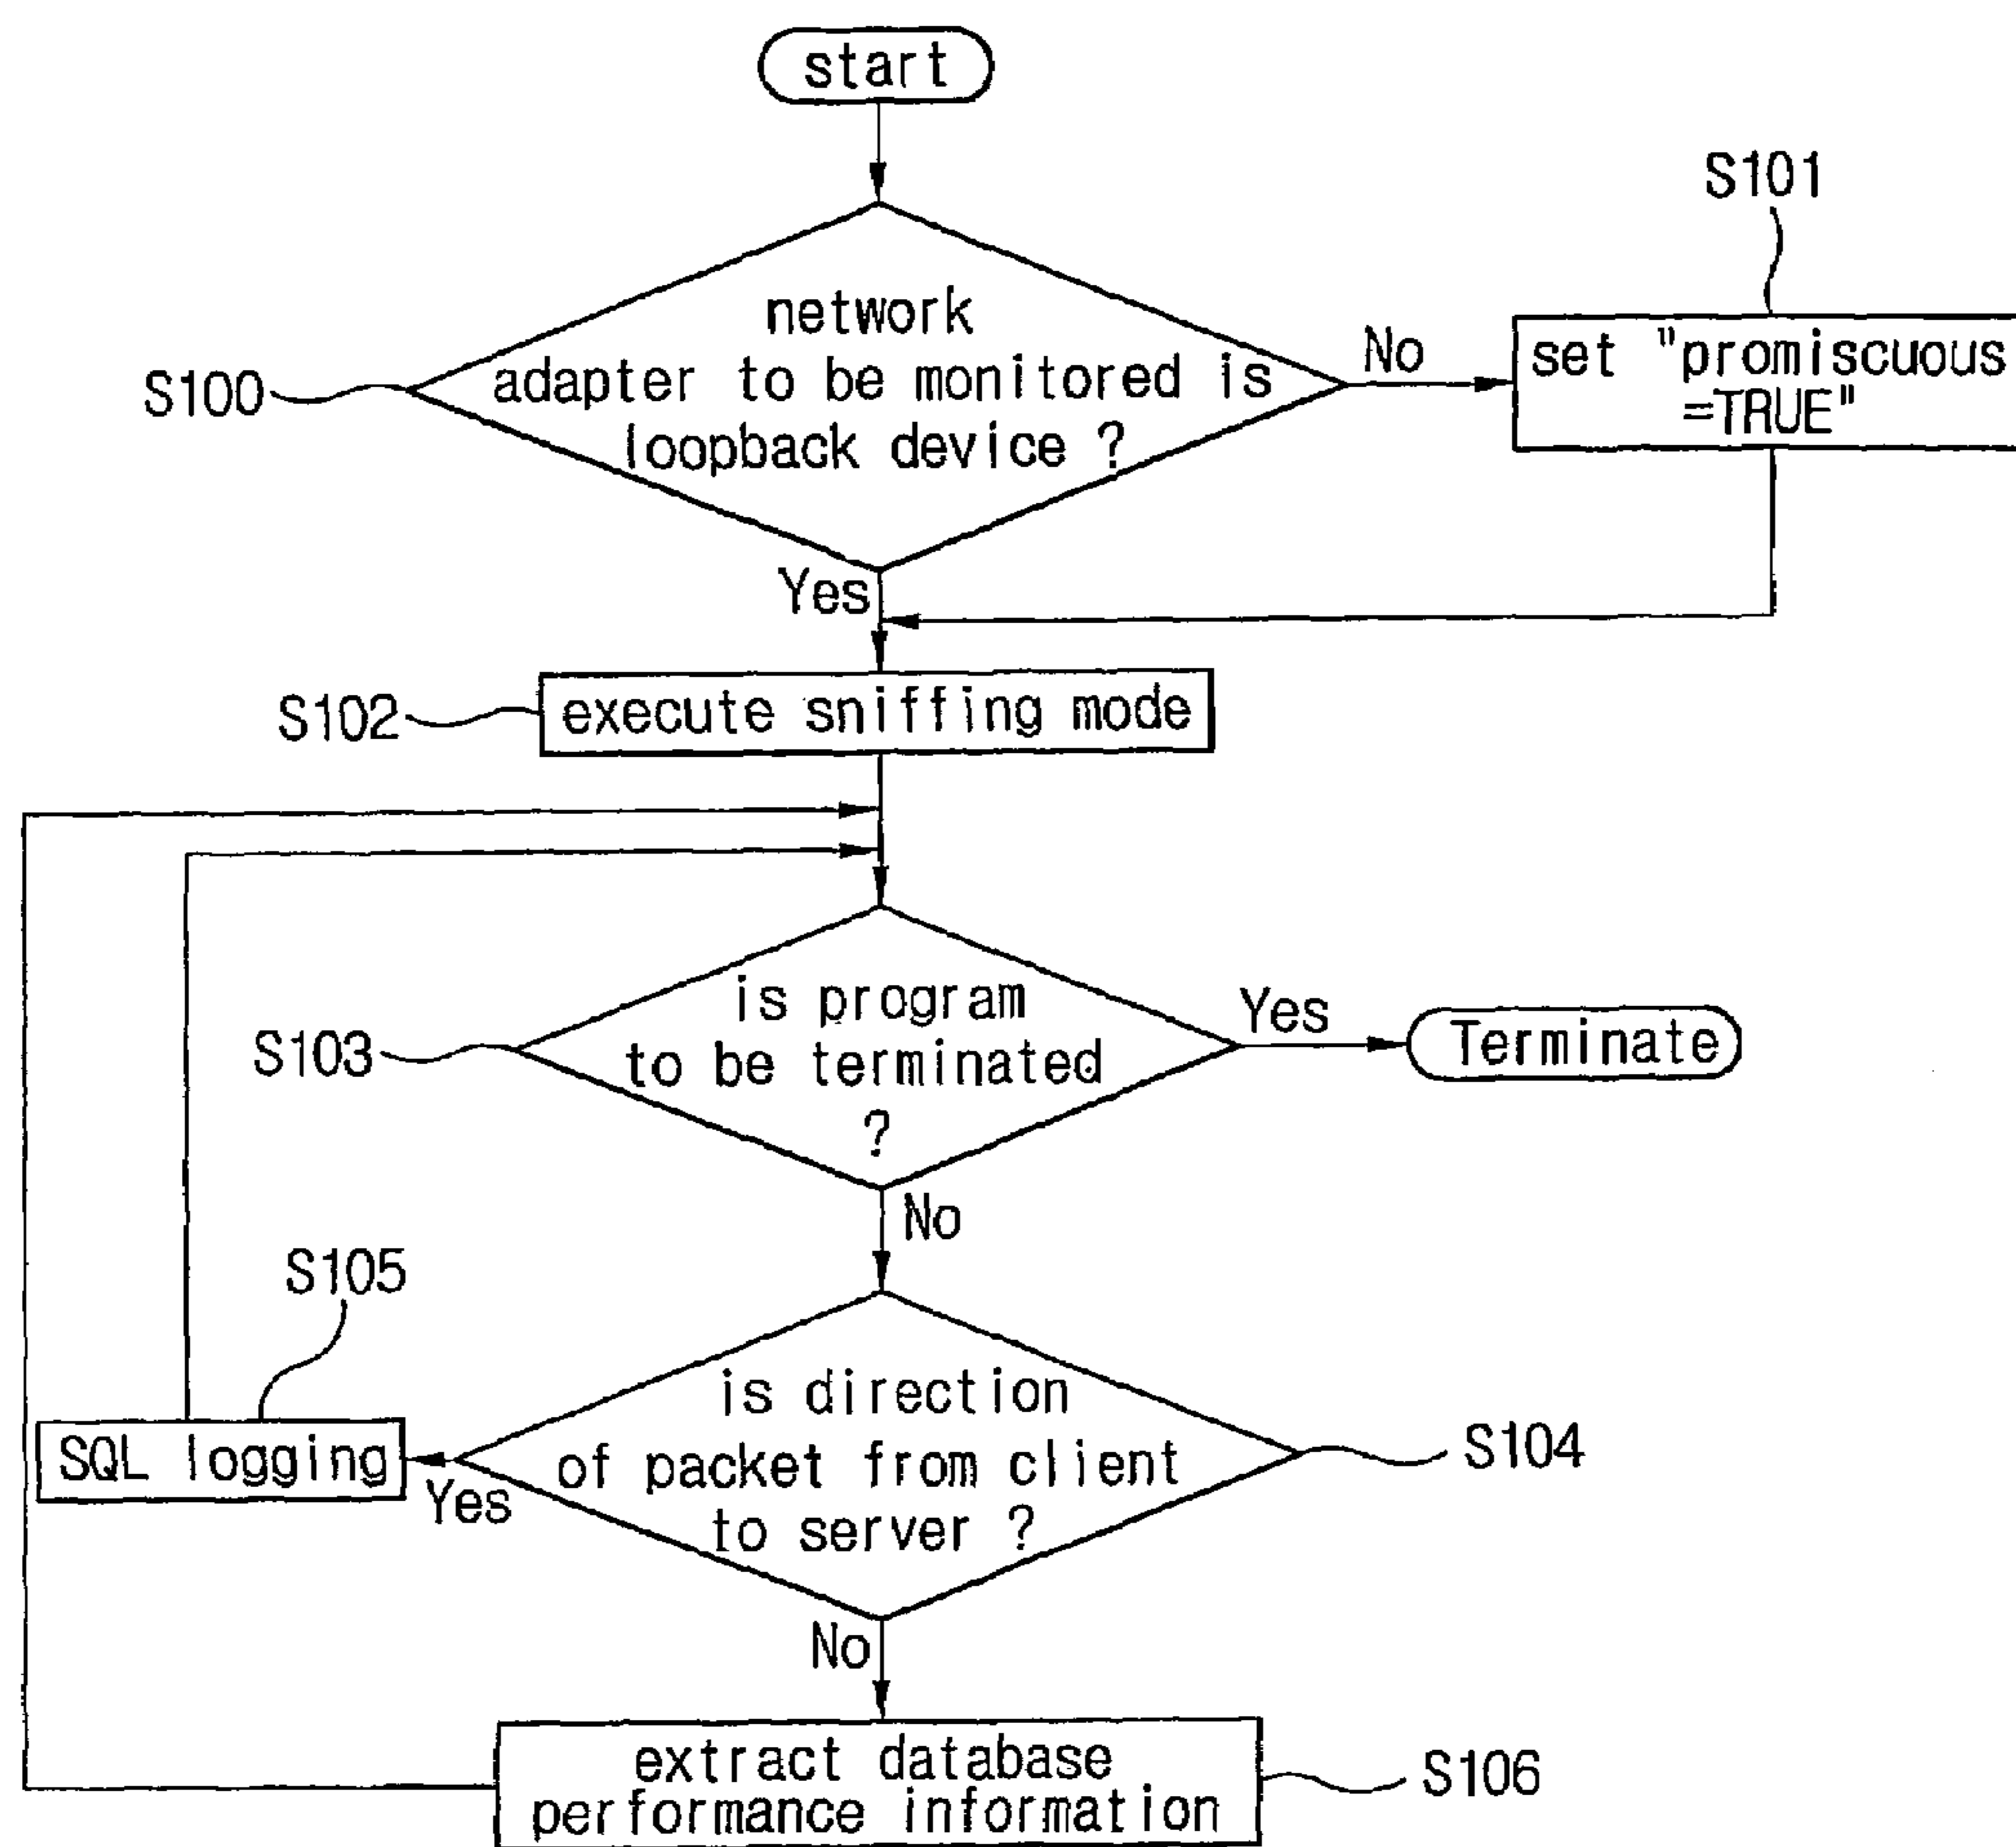 start
S101
network
adapter to be monitored is
loopback device ?
S100
No
set "promiscuous
=TRUE"
Yes
S102
execute sniffing mode
is program
to be terminated
?
S103
Yes
Terminate
No
S105
is direction
of packet from client
to server ?
S104
SQL logging
Yes
No
extract database
performance information
S106